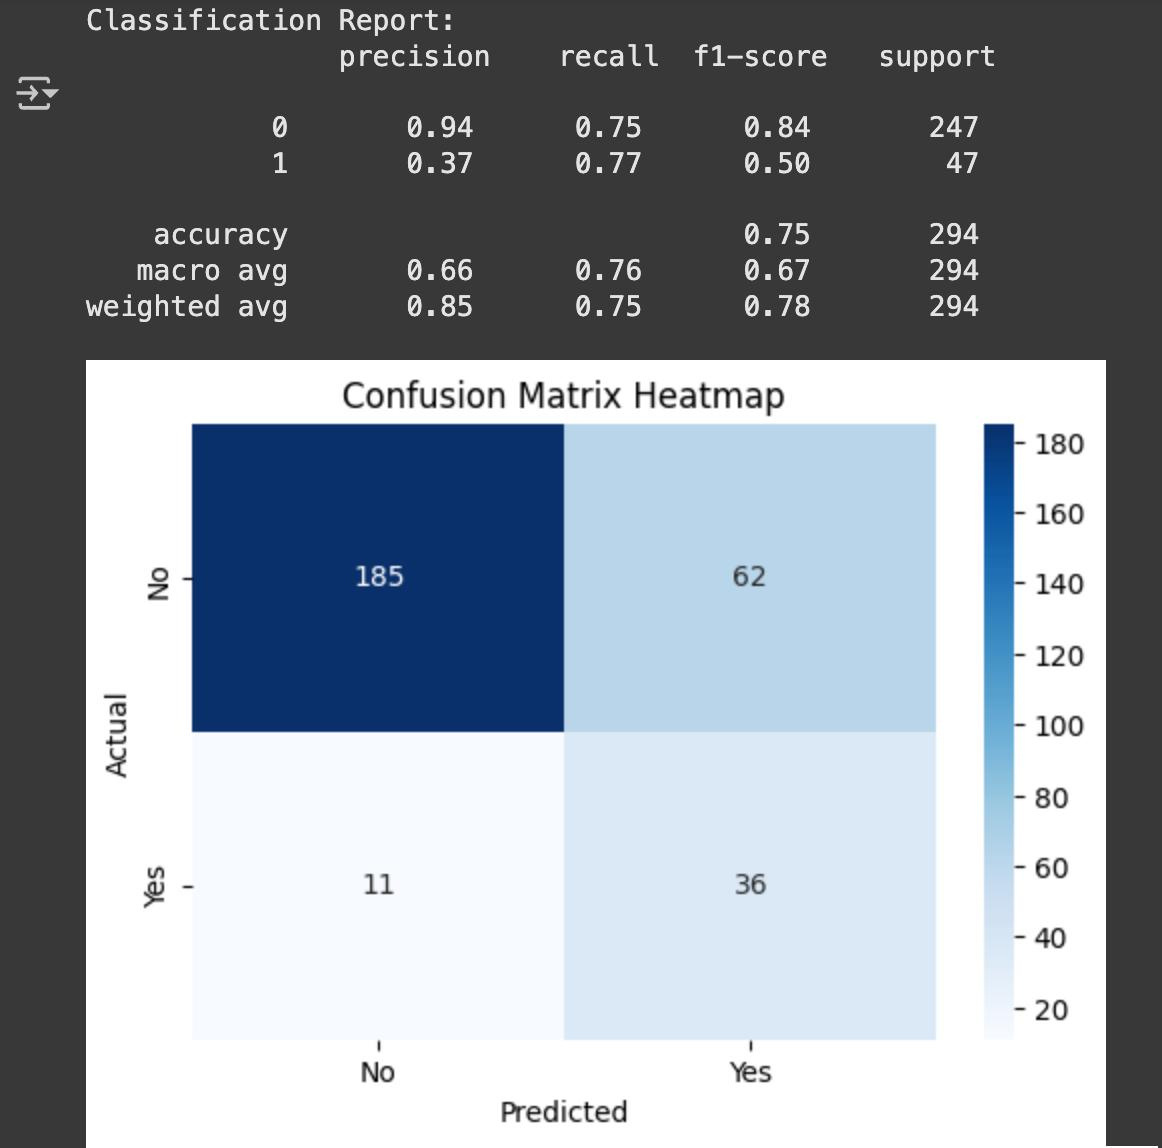 Classification Report:
precision recall f1-score support
0 0.94 0.75 0.84 247
1 0.37 0.77 0.50 47
accuracy 0.75 294
macro avg 0.66 0.76 0.67 294
weighted avg 0.85 0.75 0.78 294
Confusion Matrix Heatmap
No
Yes
Actual
185 62
11 36
No Yes
Predicted
180
160
140
120
100
80
60
40
20